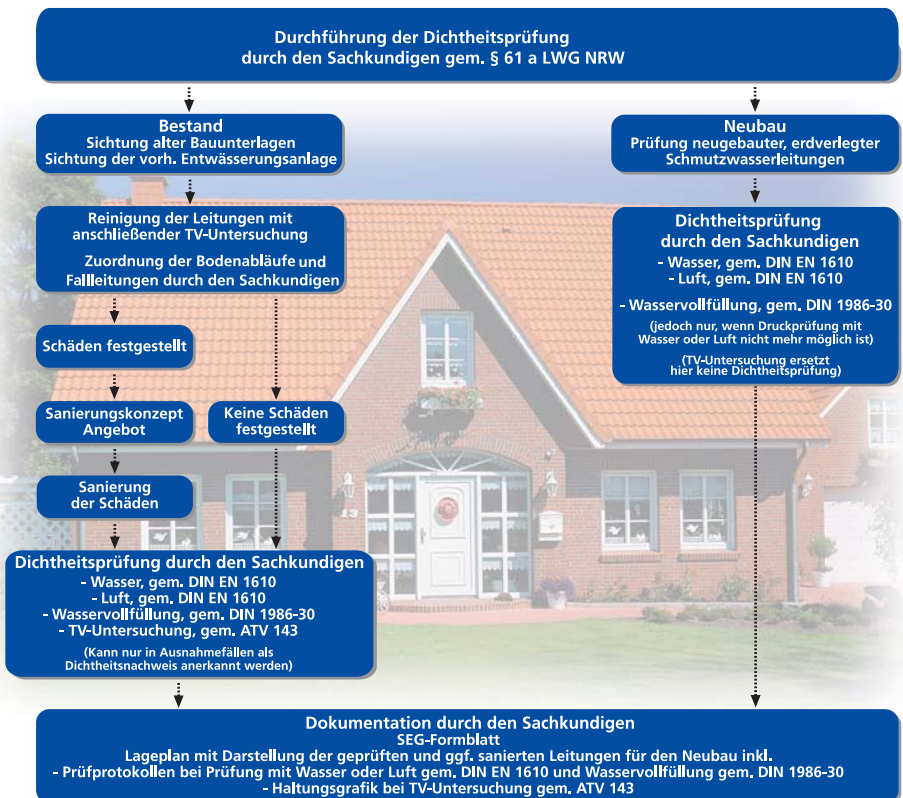 Durchführung der Dichtheitsprüfung
durch den Sachkundigen gem. § 61 a LWG NRW
Bestand
Sichtung alter Bauunterlagen
Sichtung der vorh. Entwässerungsanlage
Neubau
Prüfung neugebauter, erdverlegter
Schmutzwasserleitungen
Reinigung der Leitungen mit
anschließender TV-Untersuchung
Zuordnung der Bodenabläufe und
Fallleitungen durch den Sachkundigen
Dichtheitsprüfung
durch den Sachkundigen
- Wasser, gem. DIN EN 1610
- Luft, gem. DIN EN 1610
- Wasservollfüllung, gem. DIN 1986-30
(jedoch nur, wenn Druckprüfung mit
Wasser oder Luft nicht mehr möglich ist)
(TV-Untersuchung ersetzt
hier keine Dichtheitsprüfung)
Schäden festgestellt
Sanierungskonzept
Angebot
Keine Schäden
festgestellt
Sanierung
der Schäden
13
Dichtheitsprüfung durch den Sachkundigen
- Wasser, gem. DIN EN 1610
- Luft, gem. DIN EN 1610
- Wasservollfüllung, gem. DIN 1986-30
- TV-Untersuchung, gem. ATV 143
(Kann nur in Ausnahmefällen als
Dichtheitsnachweis anerkannt werden)
Dokumentation durch den Sachkundigen
SEG-Formblatt
Lageplan mit Darstellung der geprüften und ggf. sanierten Leitungen für den Neubau inkl.
- Prüfprotokollen bei Prüfung mit Wasser oder Luft gem. DIN EN 1610 und Wasservollfüllung gem. DIN 1986-30
- Haltungsgrafik bei TV-Untersuchung gem. ATV 143